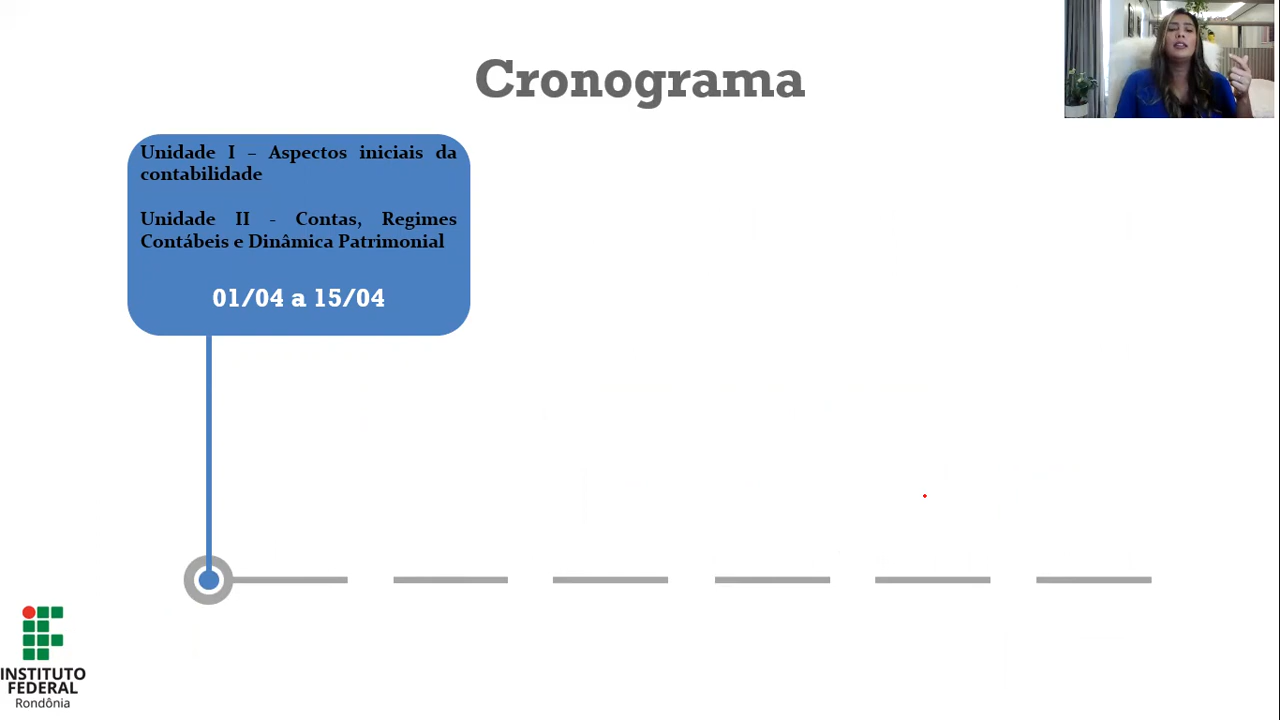 Cronograma
Unidade I – Aspectos iniciais da
contabilidade
Unidade II - Contas, Regimes
Contábeis e Dinâmica Patrimonial
01/04 a 15/04
INSTITUTO
FEDERAL
Rondônia